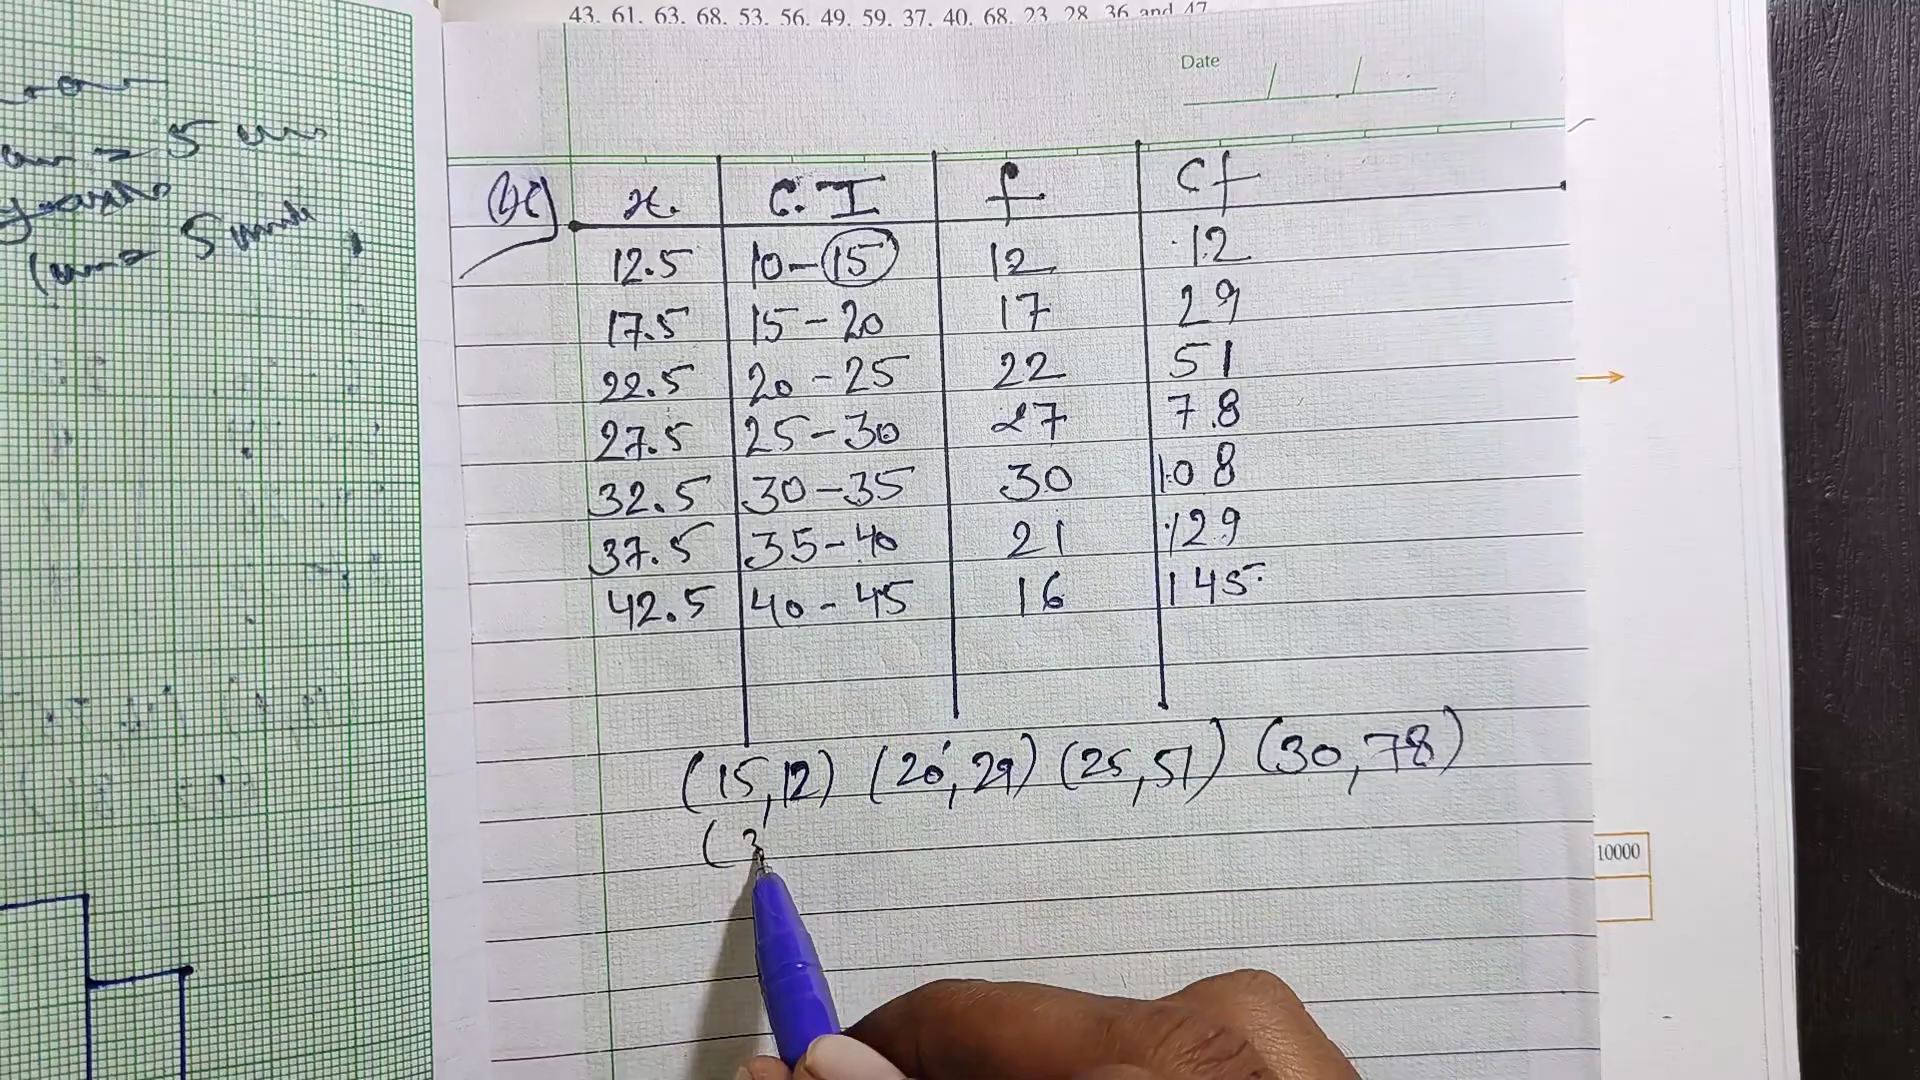 43. 61. 63. 68. 53. 56. 49. 59. 37. 40. 68. 23. 28. 36 and 47
Date
x. C.I f cf
12.5 10-15 12 12
17.5 15-20 17 29
22.5 20-25 22 51
27.5 25-30 27 78
32.5 30-35 30 108
37.5 35-40 21 129
42.5 40-45 16 145
(15,12) (20,29) (25,51) (30,78)
(3
10000
= 5
= 5